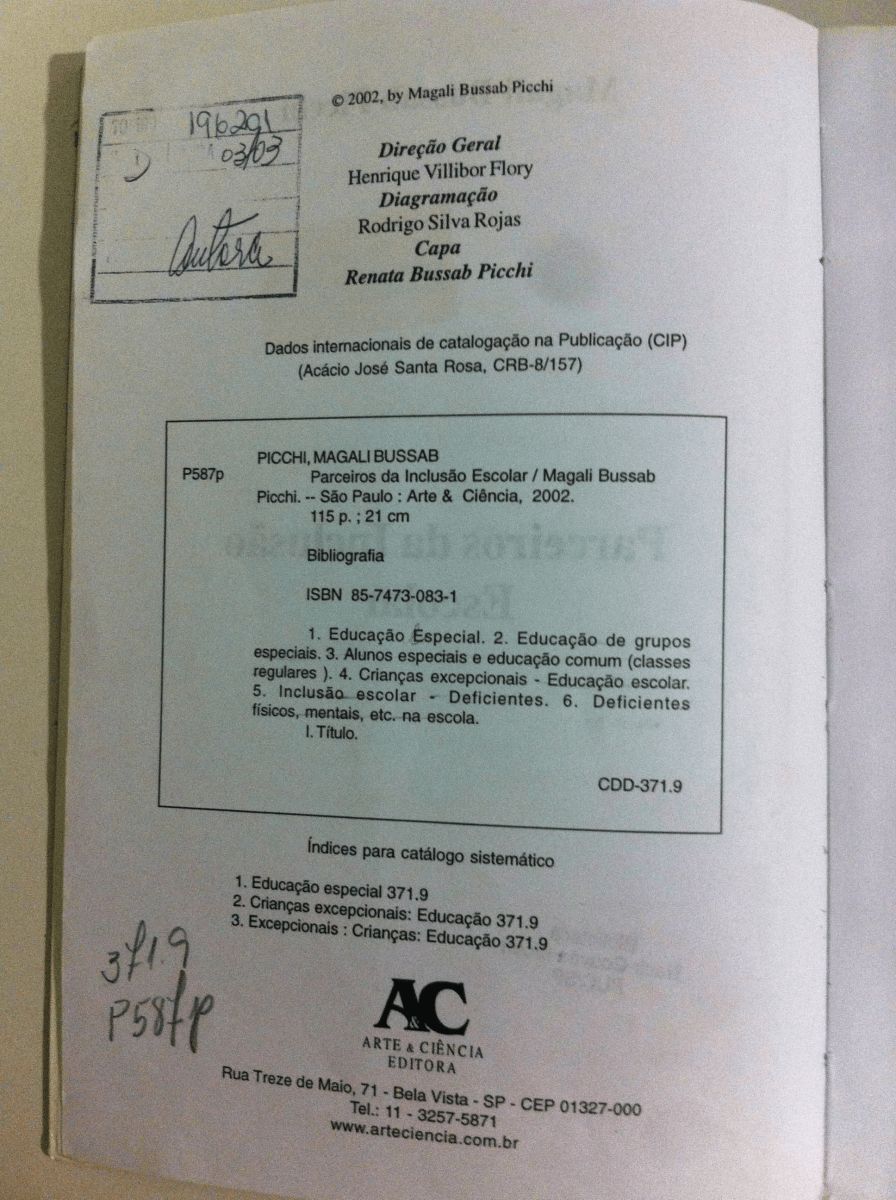 © 2002, by Magali Bussab Picchi
196291
03/03
Autora
Direção Geral
Henrique Villibor Flory
Diagramação
Rodrigo Silva Rojas
Capa
Renata Bussab Picchi
Dados internacionais de catalogação na Publicação (CIP)
(Acácio José Santa Rosa, CRB-8/157)
PICCHI, MAGALI BUSSAB
P587p Parceiros da Inclusão Escolar / Magali Bussab
Picchi. -- São Paulo : Arte & Ciência, 2002.
115 p. ; 21 cm
Bibliografia
ISBN 85-7473-083-1
1. Educação Especial. 2. Educação de grupos
especiais. 3. Alunos especiais e educação comum (classes
regulares ). 4. Crianças excepcionais - Educação escolar.
5. Inclusão escolar - Deficientes. 6. Deficientes
físicos, mentais, etc. na escola.
I. Título.
CDD-371.9
Índices para catálogo sistemático
1. Educação especial 371.9
2. Crianças excepcionais: Educação 371.9
3. Excepcionais : Crianças: Educação 371.9
371.9
P587p
A&C
ARTE & CIÊNCIA
EDITORA
Rua Treze de Maio, 71 - Bela Vista - SP - CEP 01327-000
Tel.: 11 - 3257-5871
www.arteciencia.com.br